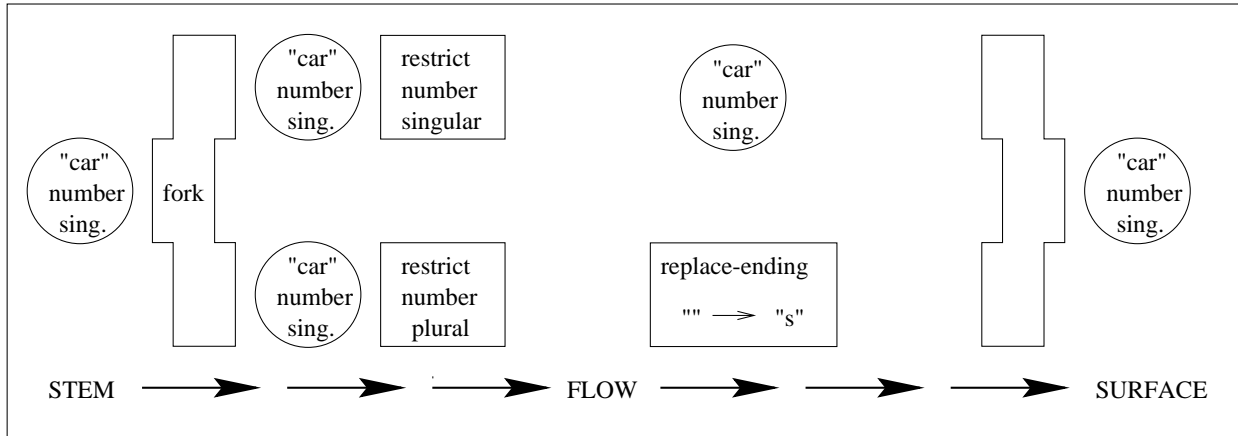 "car"
number
sing.
fork
"car"
number
sing.
restrict
number
singular
"car"
number
sing.
restrict
number
plural
"car"
number
sing.
replace-ending
"" → "s"
"car"
number
sing.
STEM
FLOW
SURFACE